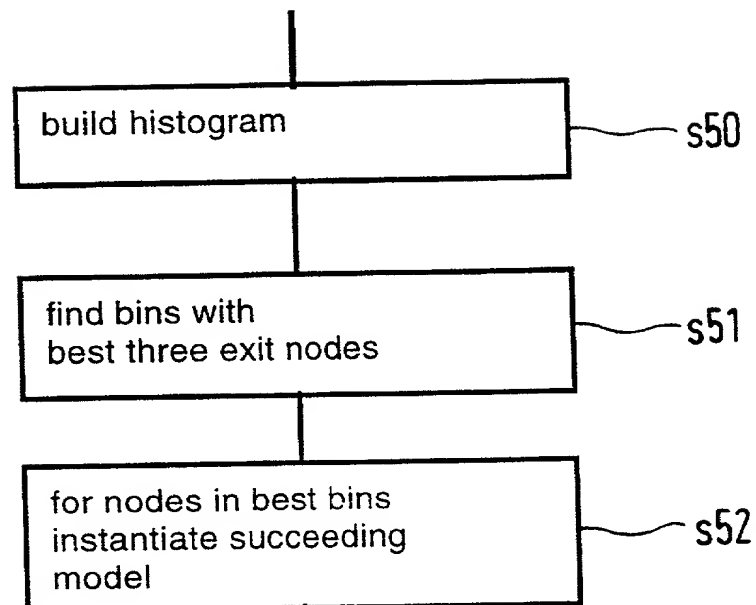 build histogram
s50
find bins with
best three exit nodes
s51
for nodes in best bins
instantiate succeeding
model
s52